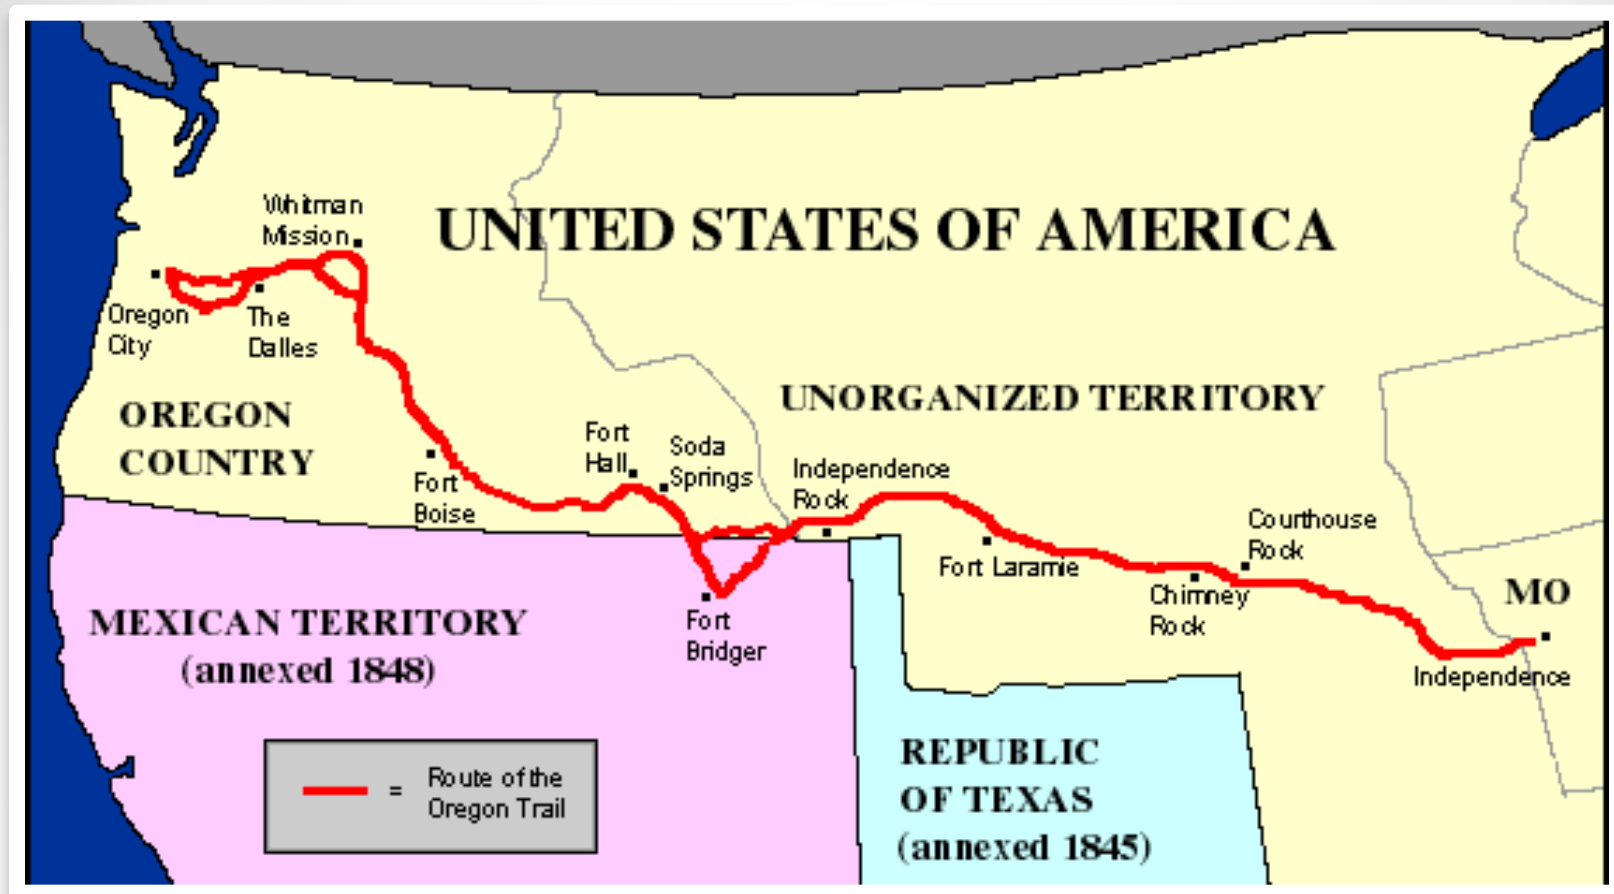 Whitman
Mission
UNITED STATES OF AMERICA
Oregon
City
The
Dalles
OREGON
COUNTRY
UNORGANIZED TERRITORY
Fort
Hall
Soda
Springs
Independence
Rock
Fort
Boise
Courthouse
Rock
Fort Laramie
Chimney
Rock
MO
Independence
Fort
Bridger
MEXICAN TERRITORY
(annexed 1848)
REPUBLIC
OF TEXAS
(annexed 1845)
= Route of the
Oregon Trail